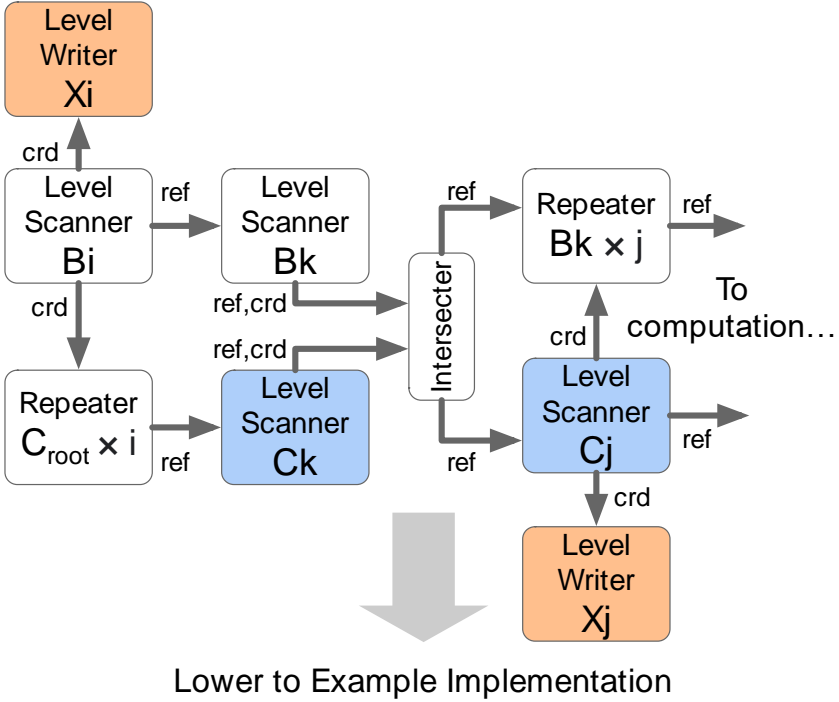 Level
Writer
Xi
crd
Level
Scanner
Bi
ref
Level
Scanner
Bk
ref
Repeater
Bk × j
ref
crd
ref,crd
Intersecter
To
computation…
crd
ref,crd
Repeater
Croot × i
ref
Level
Scanner
Ck
ref
Level
Scanner
Cj
ref
crd
Level
Writer
Xj
Lower to Example Implementation